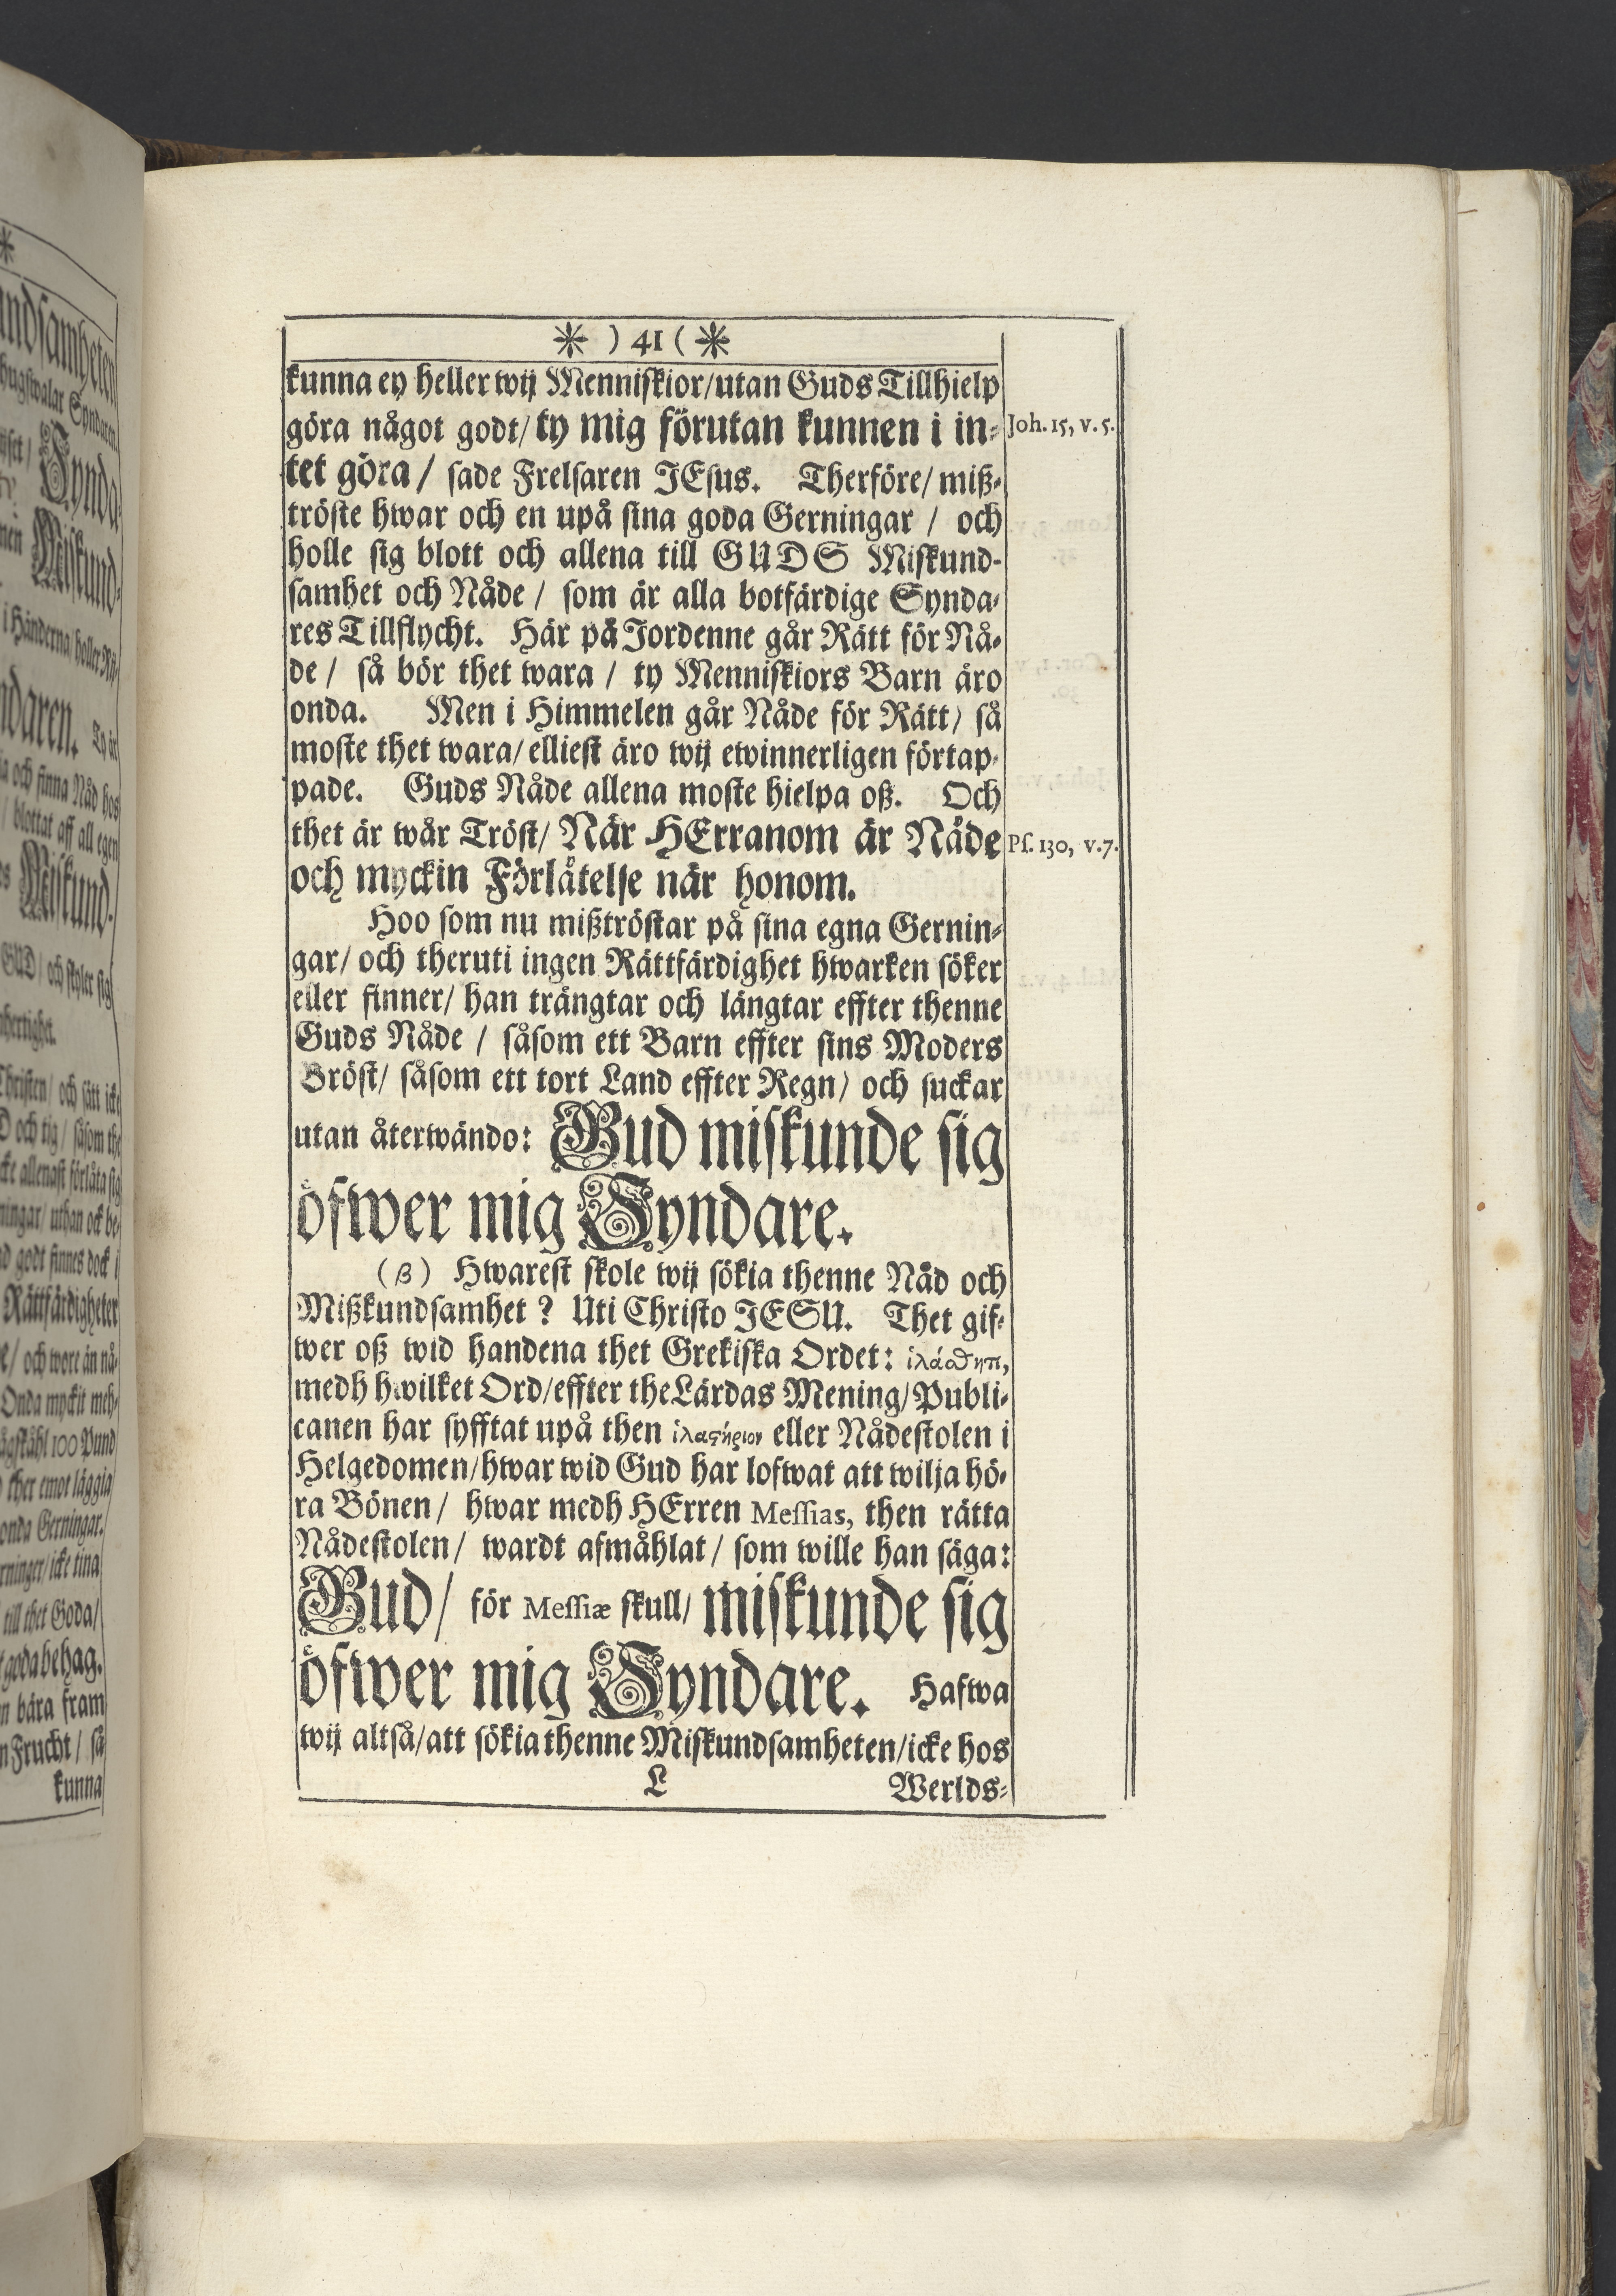 ❋ ) 41 ( ❋
kunna ey heller wij Menniſkior/utan Guds Tillhielp
göra något godt/ ty mig förutan kunnen i in-
Joh. 15, v. 5.
tet göra / ſade Frelſaren JEſus. Therföre/ miß-
tröſte hwar och en upå ſina goda Gerningar / och
holle ſig blott och allena till GUDS Miſkund-
ſamhet och Nåde / ſom är alla botfärdige Synda-
res Tillflycht. Här på Jordenne går Rätt för Nå-
de / ſå bör thet wara / ty Menniſkiors Barn äro
onda. Men i Himmelen går Nåde för Rätt/ ſå
moſte thet wara/ ellieſt äro wij ewinnerligen förtap-
pade. Guds Nåde allena moſte hielpa oß. Och
thet är wår Tröſt/ När HErranom är Nåde
Pſ. 130, v. 7.
och myckin Förlåtelſe när honom.
Hoo ſom nu mißtröſtar på ſina egna Gernin-
gar/ och theruti ingen Rättfärdighet hwarken ſöker
eller finner/ han trängtar och längtar effter thenne
Guds Nåde / ſåſom ett Barn effter ſins Moders
Bröſt/ ſåſom ett tort Land effter Regn/ och ſuckar
utan återwändo: Gud miſkunde ſig
öfwer mig Syndare.
(β) Hwareſt ſkole wij ſökia thenne Nåd och
Mißkundſamhet ? Uti Chriſto JESU. Thet gif-
wer oß wid handena thet Grekiſka Ordet:
medh hwilket Ord/effter the Lärdas Mening/ Publi-
canen har ſyfftat upå then ἱλαϛήριον eller Nådeſtolen i
Helgedomen/hwar wid Gud har lofwat att wilja hö-
ra Bönen/ hwar medh HErren Meſſias, then rätta
Nådeſtolen/ wardt afmåhlat/ ſom wille han ſäga:
Gud/ för Meſſiæ ſkull/ miſkunde ſig
öfwer mig Syndare. Hafwa
wij altſå/att ſökia thenne Miſkundſamheten/icke hos
L Werlds-